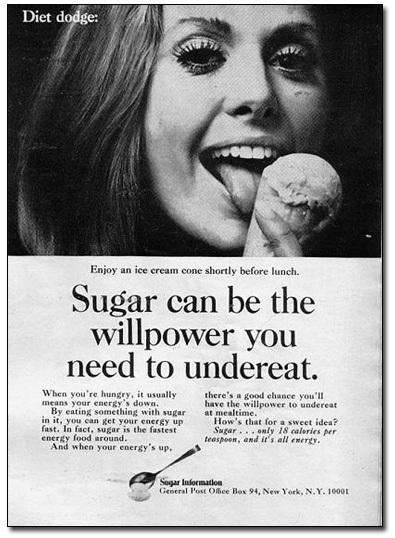 Diet dodge:
Enjoy an ice cream cone shortly before lunch.
Sugar can be the
willpower you
need to undereat.
When you're hungry, it usually
means your energy's down.
By eating something with sugar
in it, you can get your energy up
fast. In fact, sugar is the fastest
energy food around.
And when your energy's up,
there's a good chance you'll
have the willpower to undereat
at mealtime.
How's that for a sweet idea?
Sugar . . . only 18 calories per
teaspoon, and it's all energy.
Sugar Information
General Post Office Box 94, New York, N.Y. 10001